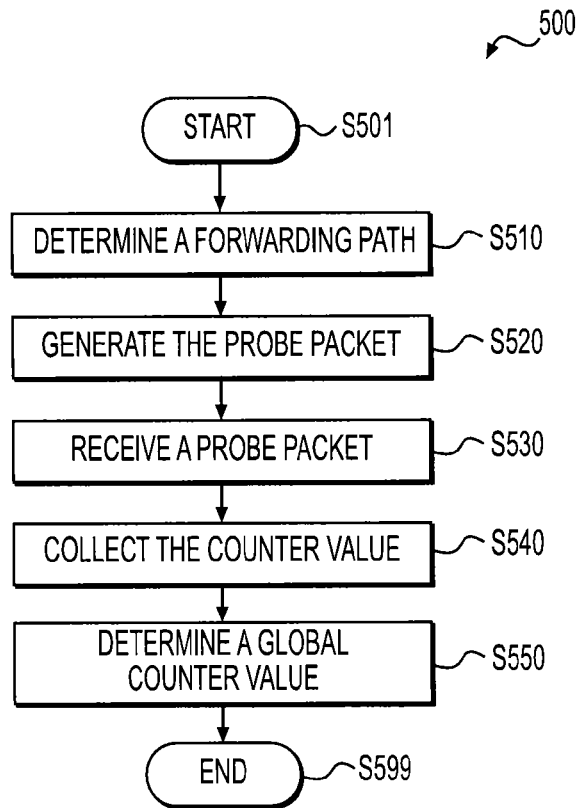 500
START S501
DETERMINE A FORWARDING PATH S510
GENERATE THE PROBE PACKET S520
RECEIVE A PROBE PACKET S530
COLLECT THE COUNTER VALUE S540
DETERMINE A GLOBAL
COUNTER VALUE S550
END S599